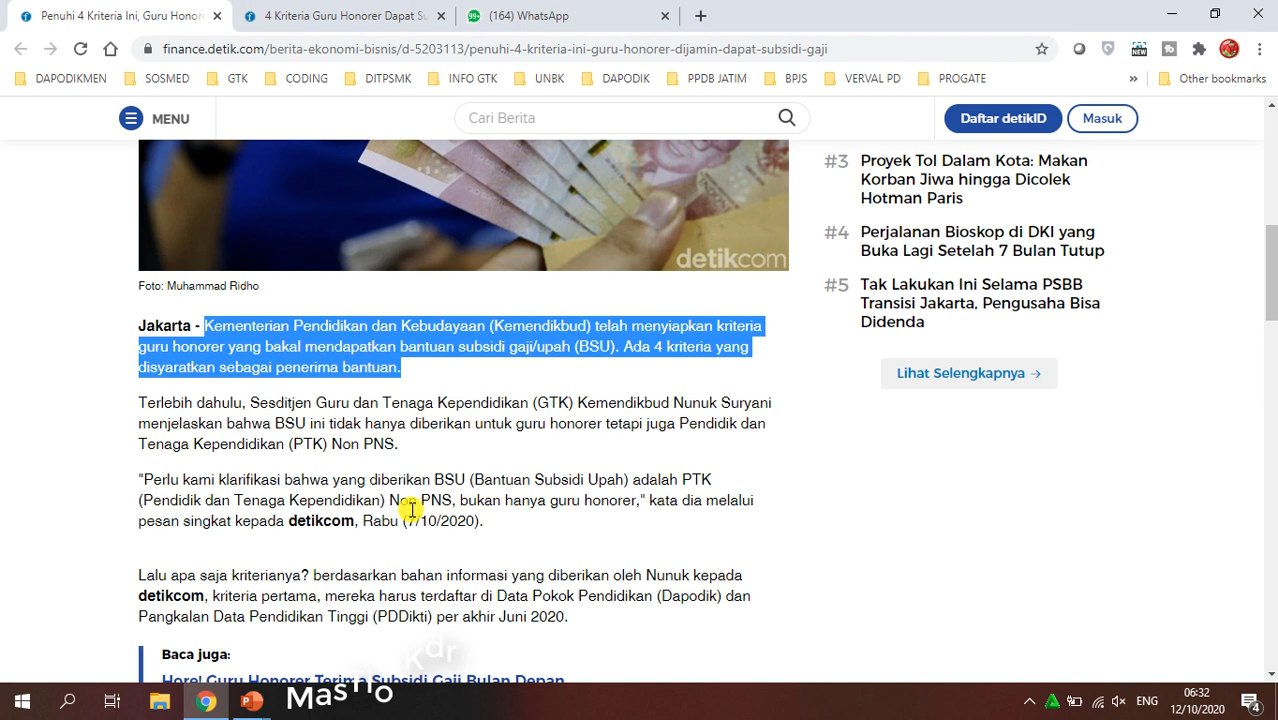 Penuhi 4 Kriteria Ini, Guru Honor
4 Kriteria Guru Honorer Dapat Su
(164) WhatsApp
finance.detik.com/berita-ekonomi-bisnis/d-5203113/penuhi-4-kriteria-ini-guru-honorer-dijamin-dapat-subsidi-gaji
DAPODIKMEN SOSMED GTK CODING DITPSMK INFO GTK UNBK DAPODIK PPDB JATIM BPJS VERVAL PD PROGATE » Other bookmarks
MENU Cari Berita Daftar detikID Masuk
detikcom
Foto: Muhammad Ridho
Jakarta - Kementerian Pendidikan dan Kebudayaan (Kemendikbud) telah menyiapkan kriteria
guru honorer yang bakal mendapatkan bantuan subsidi gaji/upah (BSU). Ada 4 kriteria yang
disyaratkan sebagai penerima bantuan.
Terlebih dahulu, Sesditjen Guru dan Tenaga Kependidikan (GTK) Kemendikbud Nunuk Suryani
menjelaskan bahwa BSU ini tidak hanya diberikan untuk guru honorer tetapi juga Pendidik dan
Tenaga Kependidikan (PTK) Non PNS.
"Perlu kami klarifikasi bahwa yang diberikan BSU (Bantuan Subsidi Upah) adalah PTK
(Pendidik dan Tenaga Kependidikan) Non PNS, bukan hanya guru honorer," kata dia melalui
pesan singkat kepada detikcom, Rabu (7/10/2020).
Lalu apa saja kriterianya? berdasarkan bahan informasi yang diberikan oleh Nunuk kepada
detikcom, kriteria pertama, mereka harus terdaftar di Data Pokok Pendidikan (Dapodik) dan
Pangkalan Data Pendidikan Tinggi (PDDikti) per akhir Juni 2020.
Baca juga:
Hore! Guru Honorer Terima Subsidi Gaji Bulan Depan
#3 Proyek Tol Dalam Kota: Makan
Korban Jiwa hingga Dicolek
Hotman Paris
#4 Perjalanan Bioskop di DKI yang
Buka Lagi Setelah 7 Bulan Tutup
#5 Tak Lakukan Ini Selama PSBB
Transisi Jakarta, Pengusaha Bisa
Didenda
Lihat Selengkapnya →
ENG
06:32
12/10/2020
4